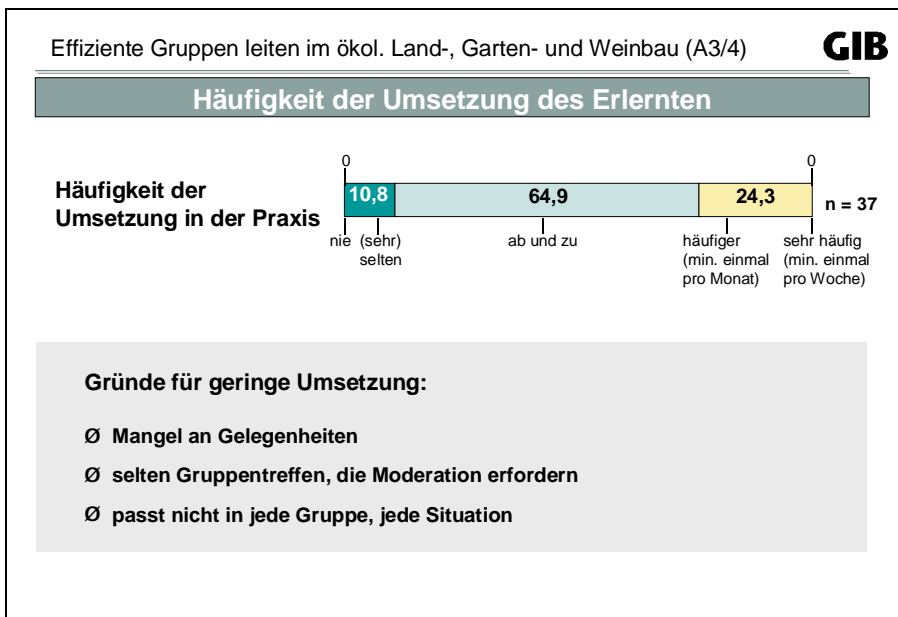 Effiziente Gruppen leiten im ökol. Land-, Garten- und Weinbau (A3/4)
GIB
Häufigkeit der Umsetzung des Erlernten
0 0
Häufigkeit der
Umsetzung in der Praxis
10,8 64,9 24,3
n = 37
nie (sehr) ab und zu häufiger sehr häufig
selten (min. einmal (min. einmal
pro Monat) pro Woche)
Gründe für geringe Umsetzung:
Ø Mangel an Gelegenheiten
Ø selten Gruppentreffen, die Moderation erfordern
Ø passt nicht in jede Gruppe, jede Situation